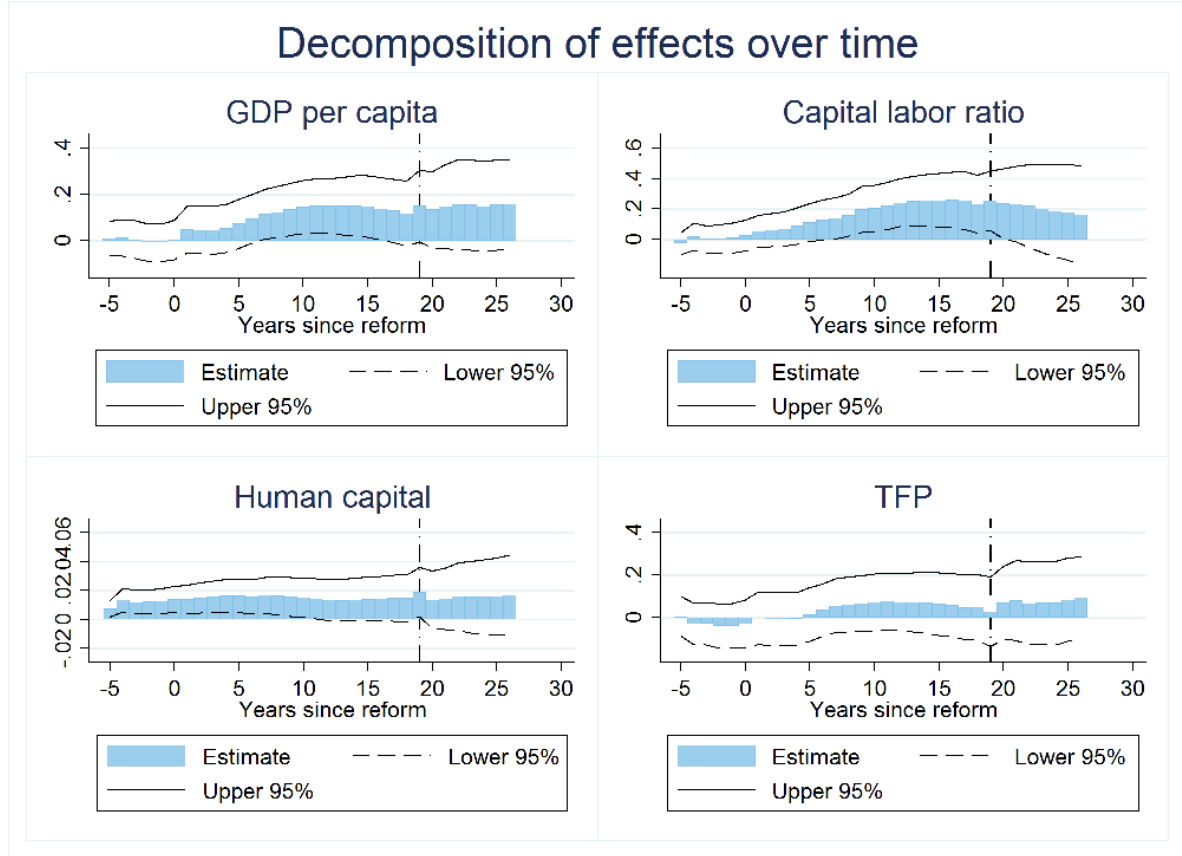 Decomposition of effects over time
GDP per capita
.4
.2
0
-5 0 5 10 15 20 25 30
Years since reform
Estimate Lower 95%
Upper 95%
Capital labor ratio
.6
.4
.2
0
-5 0 5 10 15 20 25 30
Years since reform
Estimate Lower 95%
Upper 95%
Human capital
.06
.04
.02
0
-.02
-5 0 5 10 15 20 25 30
Years since reform
Estimate Lower 95%
Upper 95%
TFP
.4
.2
0
-5 0 5 10 15 20 25 30
Years since reform
Estimate Lower 95%
Upper 95%